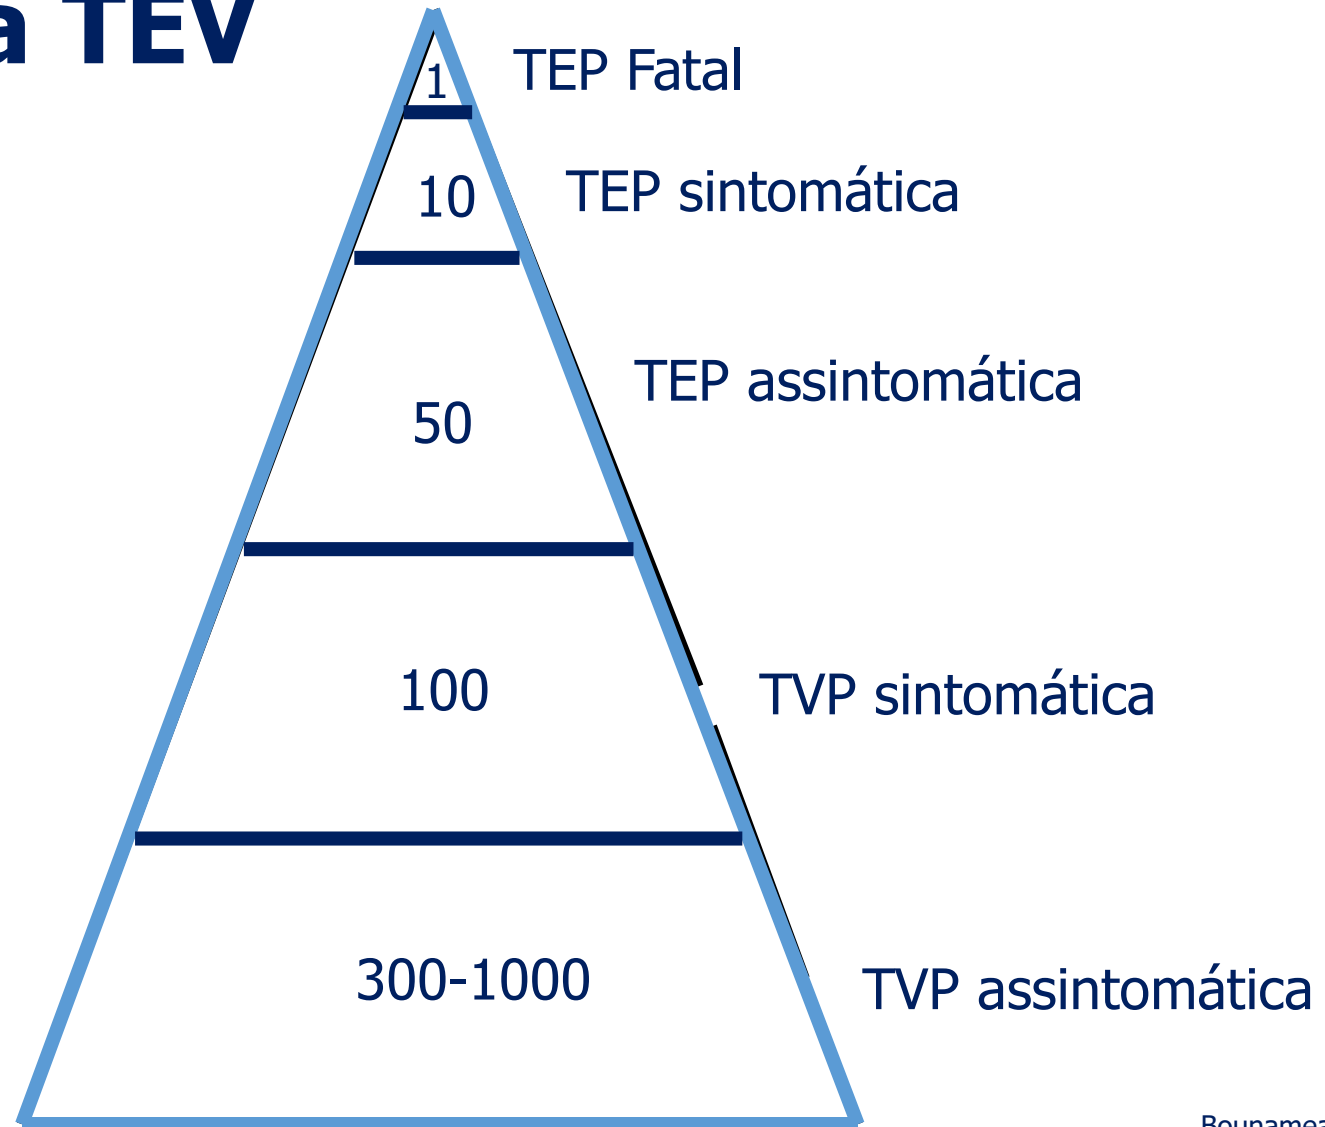 a TEV
1
TEP Fatal
10
TEP sintomática
50
TEP assintomática
100
TVP sintomática
300-1000
TVP assintomática